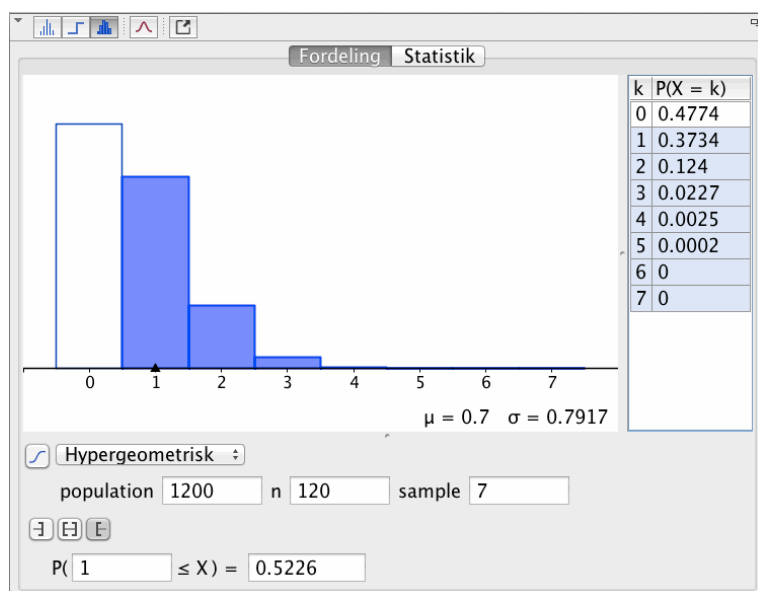 Fordeling Statistik
k P(X = k)
0 0.4774
1 0.3734
2 0.124
3 0.0227
4 0.0025
5 0.0002
6 0
7 0
0 1 2 3 4 5 6 7
μ = 0.7 σ = 0.7917
Hypergeometrisk
population 1200 n 120 sample 7
P( 1 ≤ X ) = 0.5226